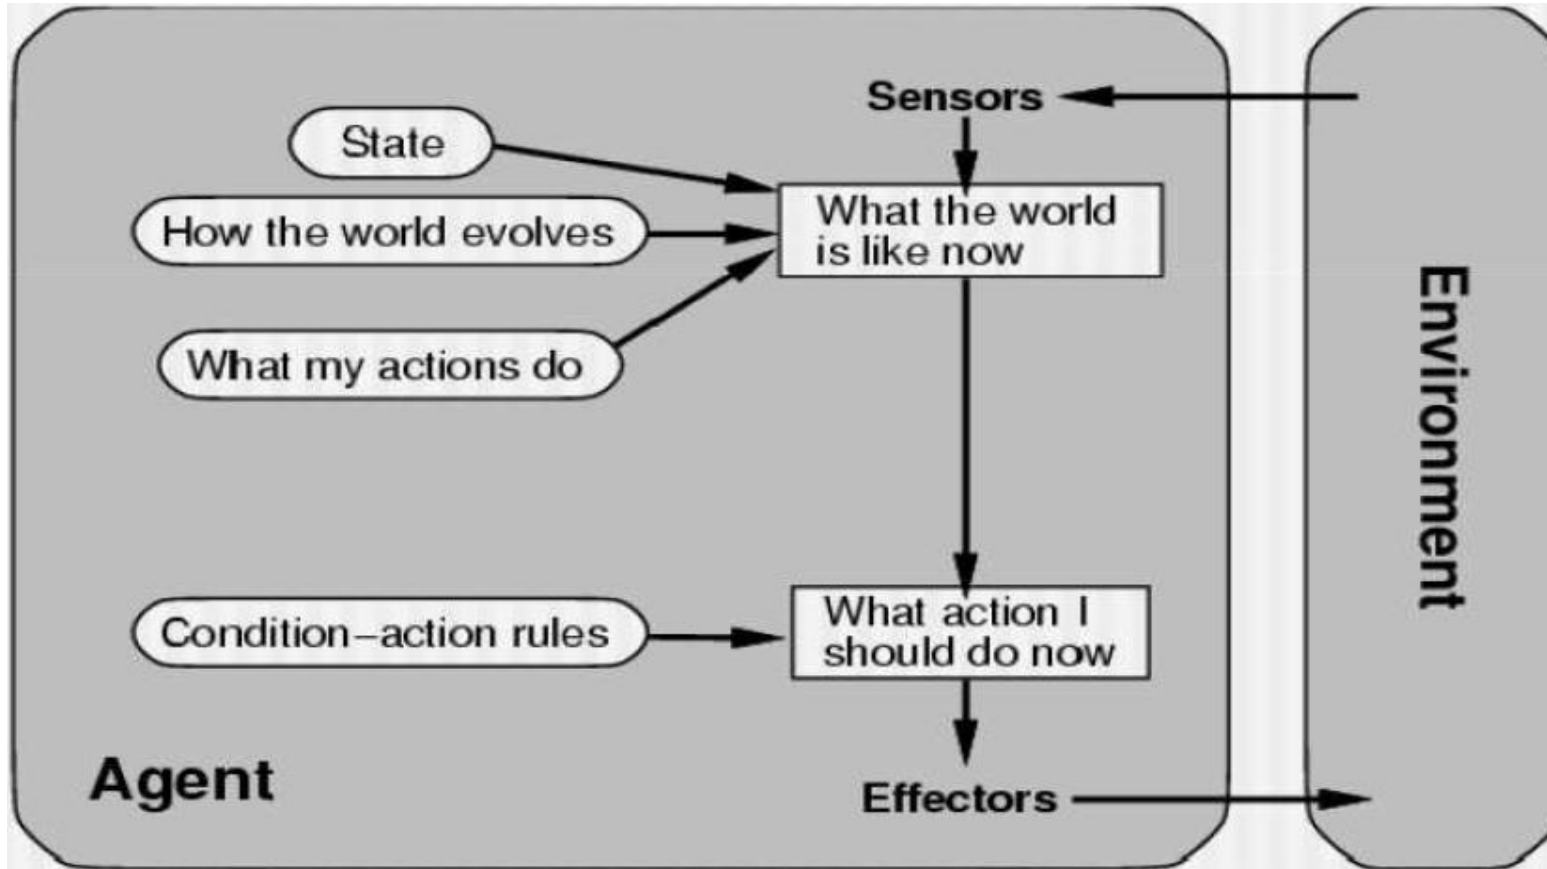 Sensors
State
What the world
is like now
How the world evolves
What my actions do
Environment
Condition–action rules
What action I
should do now
Agent
Effectors